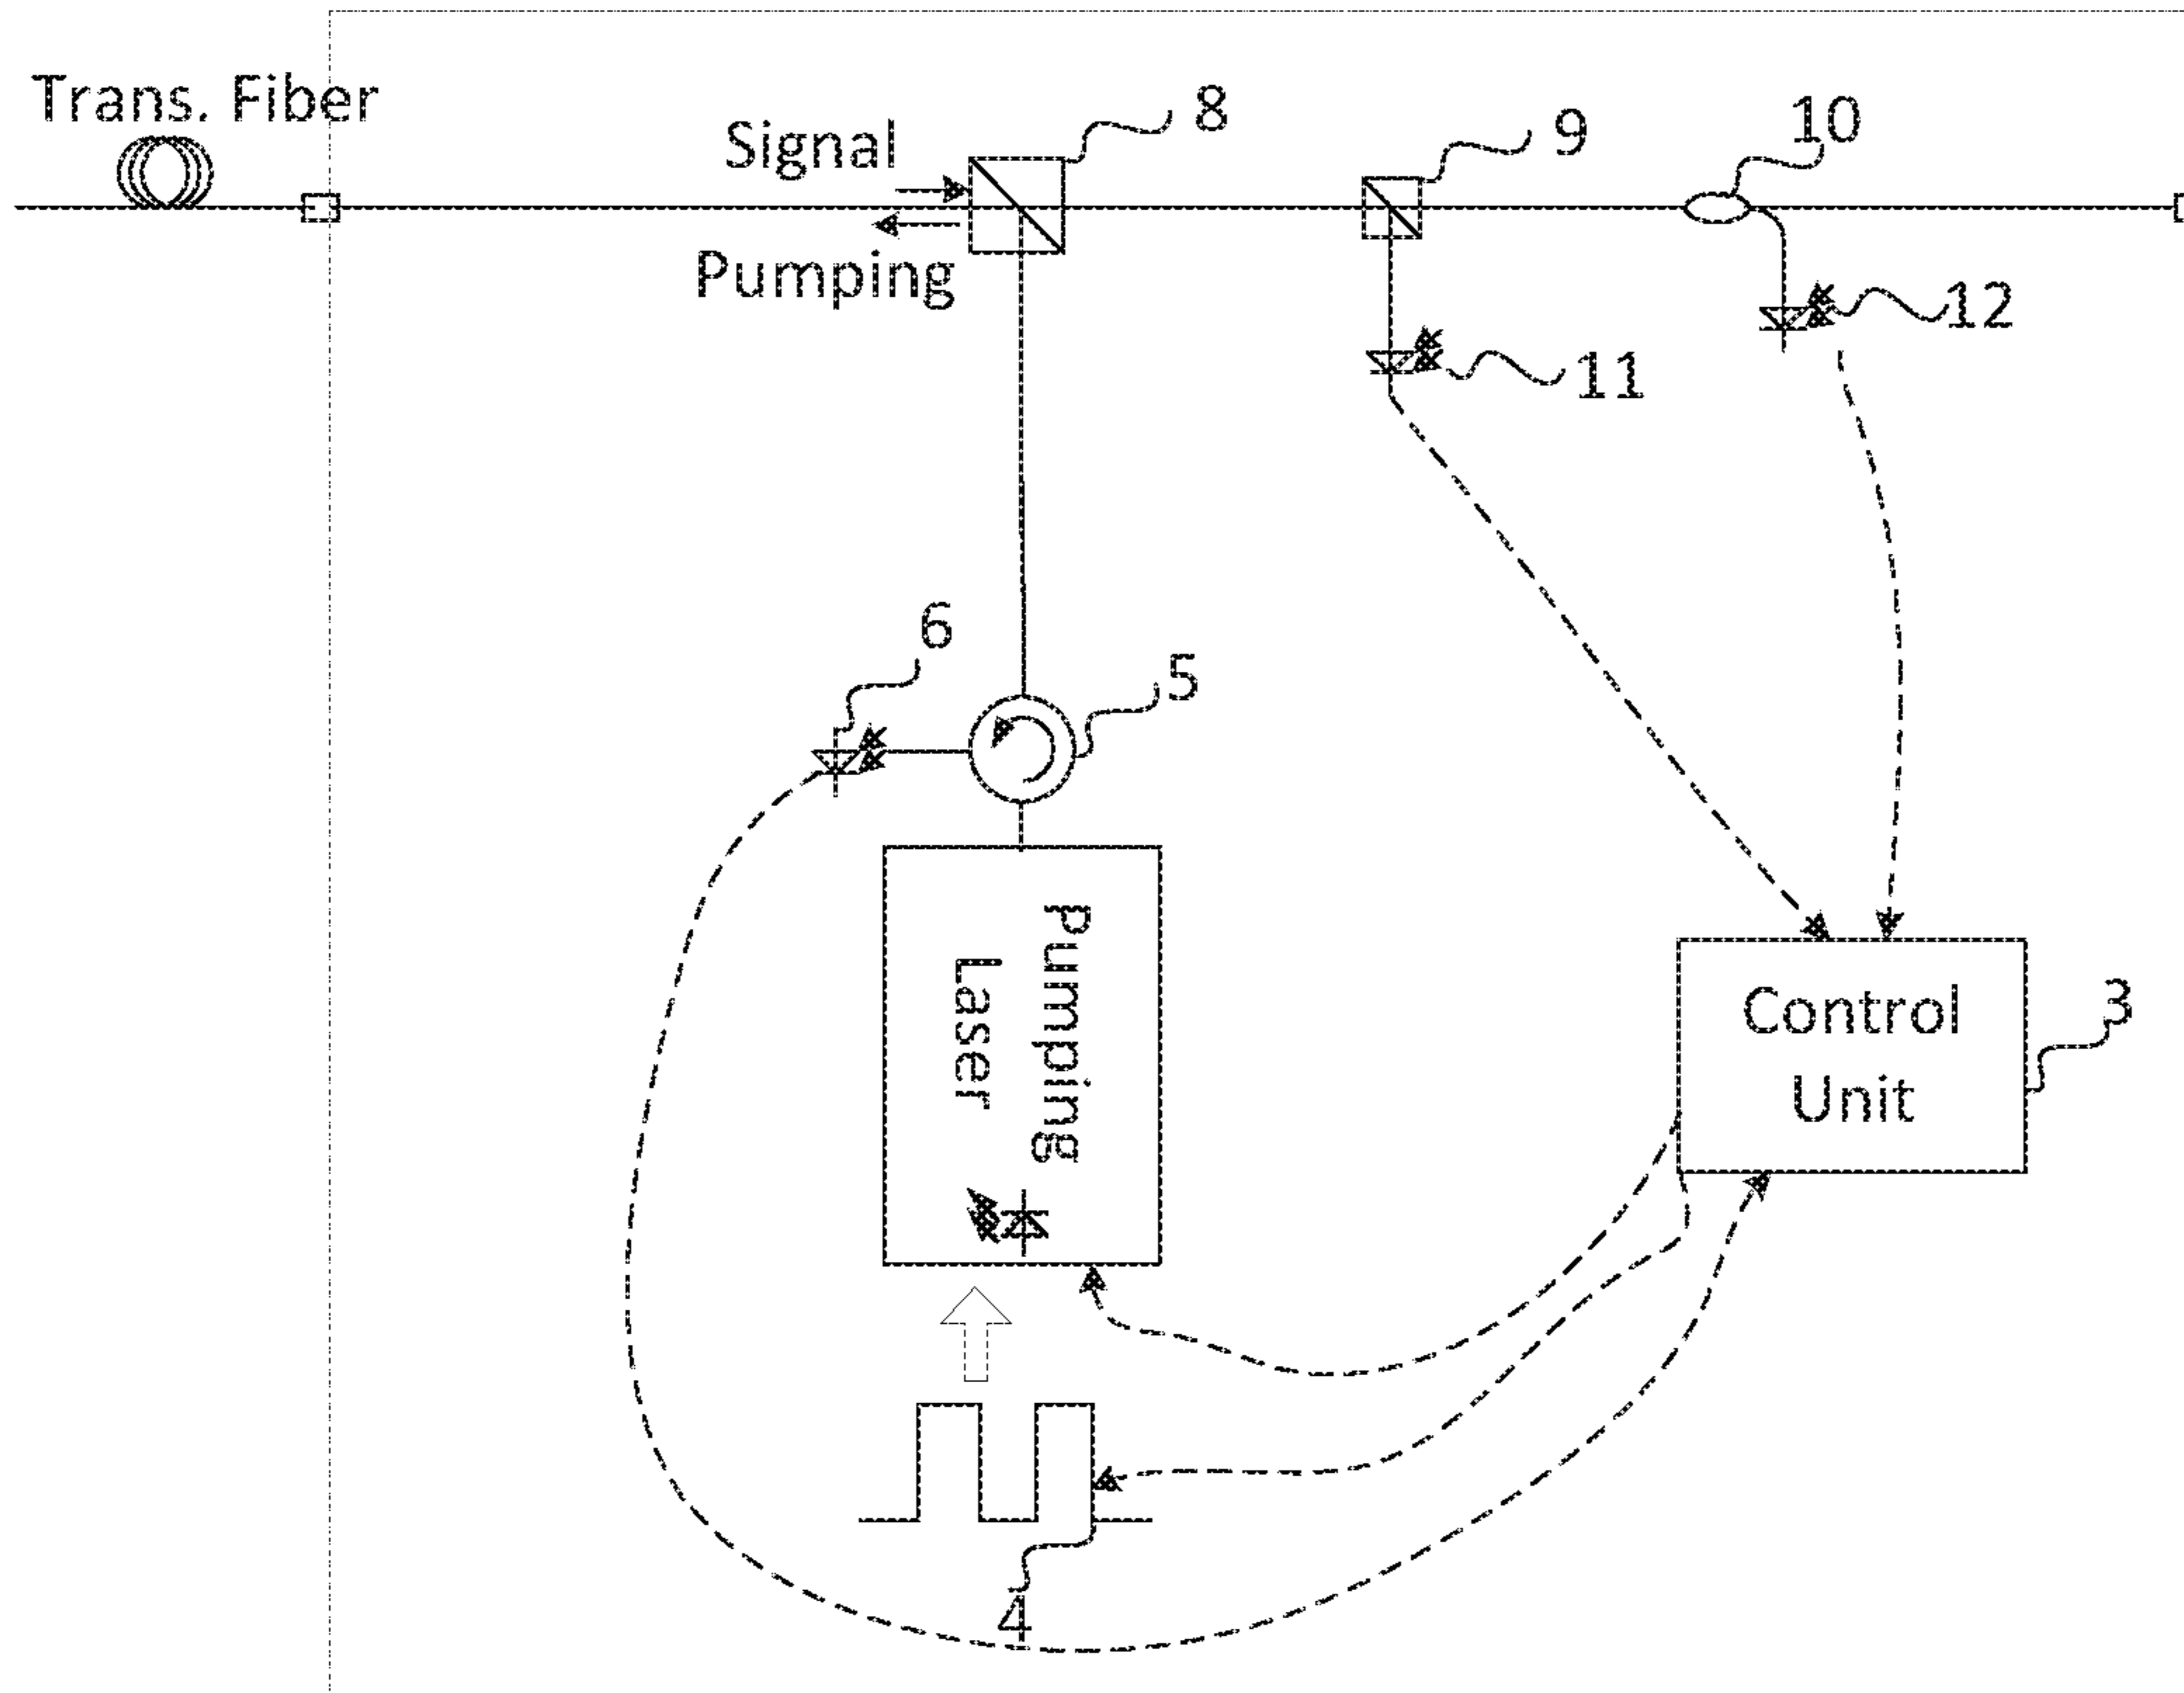 Trans. Fiber
Signal
8
9
10
Pumping
12
11
6
5
Pumping
Laser
Control
Unit
3
4